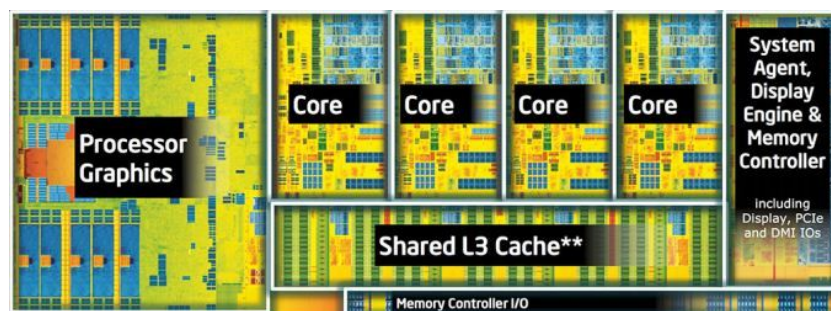 Processor
Graphics
Core
Core
Core
Core
System
Agent,
Display
Engine &
Memory
Controller
including
Display, PCIe
and DMI IOs
Shared L3 Cache**
Memory Controller I/O